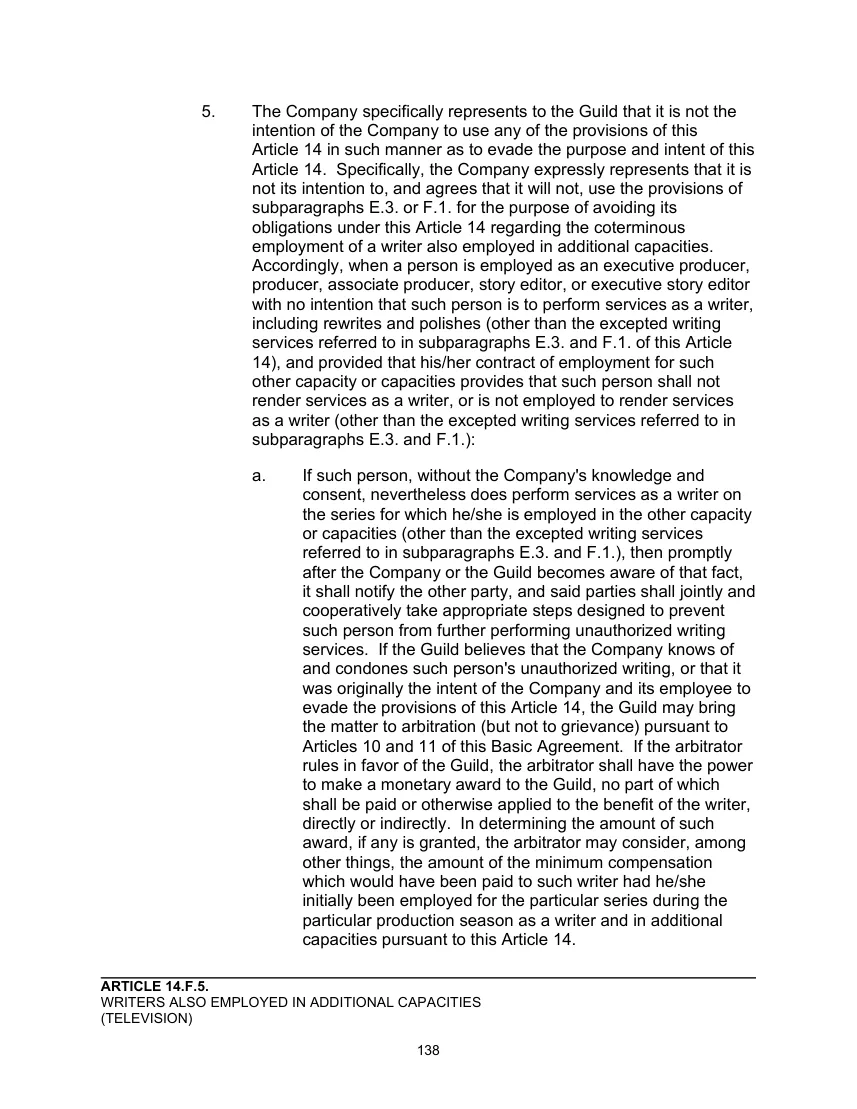 5. The Company specifically represents to the Guild that it is not the
intention of the Company to use any of the provisions of this
Article 14 in such manner as to evade the purpose and intent of this
Article 14.  Specifically, the Company expressly represents that it is
not its intention to, and agrees that it will not, use the provisions of
subparagraphs E.3. or F.1. for the purpose of avoiding its
obligations under this Article 14 regarding the coterminous
employment of a writer also employed in additional capacities.
Accordingly, when a person is employed as an executive producer,
producer, associate producer, story editor, or executive story editor
with no intention that such person is to perform services as a writer,
including rewrites and polishes (other than the excepted writing
services referred to in subparagraphs E.3. and F.1. of this Article
14), and provided that his/her contract of employment for such
other capacity or capacities provides that such person shall not
render services as a writer, or is not employed to render services
as a writer (other than the excepted writing services referred to in
subparagraphs E.3. and F.1.):
a. If such person, without the Company's knowledge and
consent, nevertheless does perform services as a writer on
the series for which he/she is employed in the other capacity
or capacities (other than the excepted writing services
referred to in subparagraphs E.3. and F.1.), then promptly
after the Company or the Guild becomes aware of that fact,
it shall notify the other party, and said parties shall jointly and
cooperatively take appropriate steps designed to prevent
such person from further performing unauthorized writing
services.  If the Guild believes that the Company knows of
and condones such person's unauthorized writing, or that it
was originally the intent of the Company and its employee to
evade the provisions of this Article 14, the Guild may bring
the matter to arbitration (but not to grievance) pursuant to
Articles 10 and 11 of this Basic Agreement.  If the arbitrator
rules in favor of the Guild, the arbitrator shall have the power
to make a monetary award to the Guild, no part of which
shall be paid or otherwise applied to the benefit of the writer,
directly or indirectly.  In determining the amount of such
award, if any is granted, the arbitrator may consider, among
other things, the amount of the minimum compensation
which would have been paid to such writer had he/she
initially been employed for the particular series during the
particular production season as a writer and in additional
capacities pursuant to this Article 14.
ARTICLE 14.F.5.
WRITERS ALSO EMPLOYED IN ADDITIONAL CAPACITIES
(TELEVISION)
138